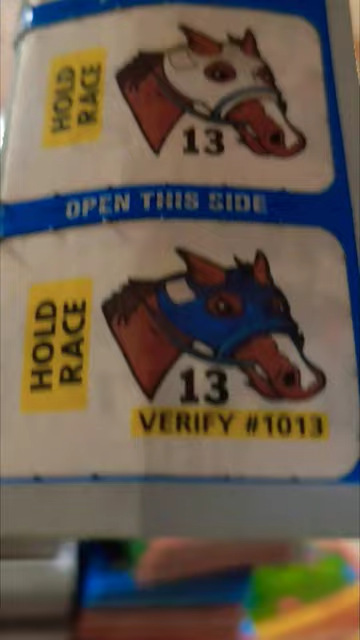 HOLD
RACE
13
OPEN THIS SIDE
HOLD
RACE
13
VERIFY #1013